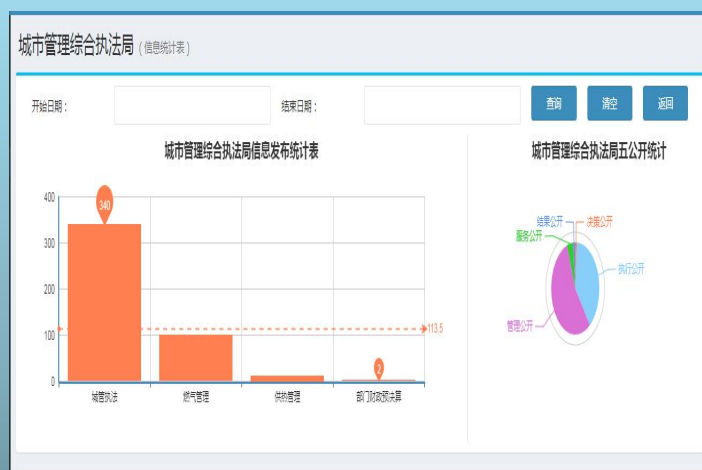 城市管理综合执法局（信息统计表）
开始日期：
结束日期：
查询
清空
返回
城市管理综合执法局信息发布统计表
400
300
200
100
0
340
113.5
2
城管执法
燃气管理
供热管理
部门财政预决算
城市管理综合执法局五公开统计
结果公开
决策公开
服务公开
执行公开
管理公开